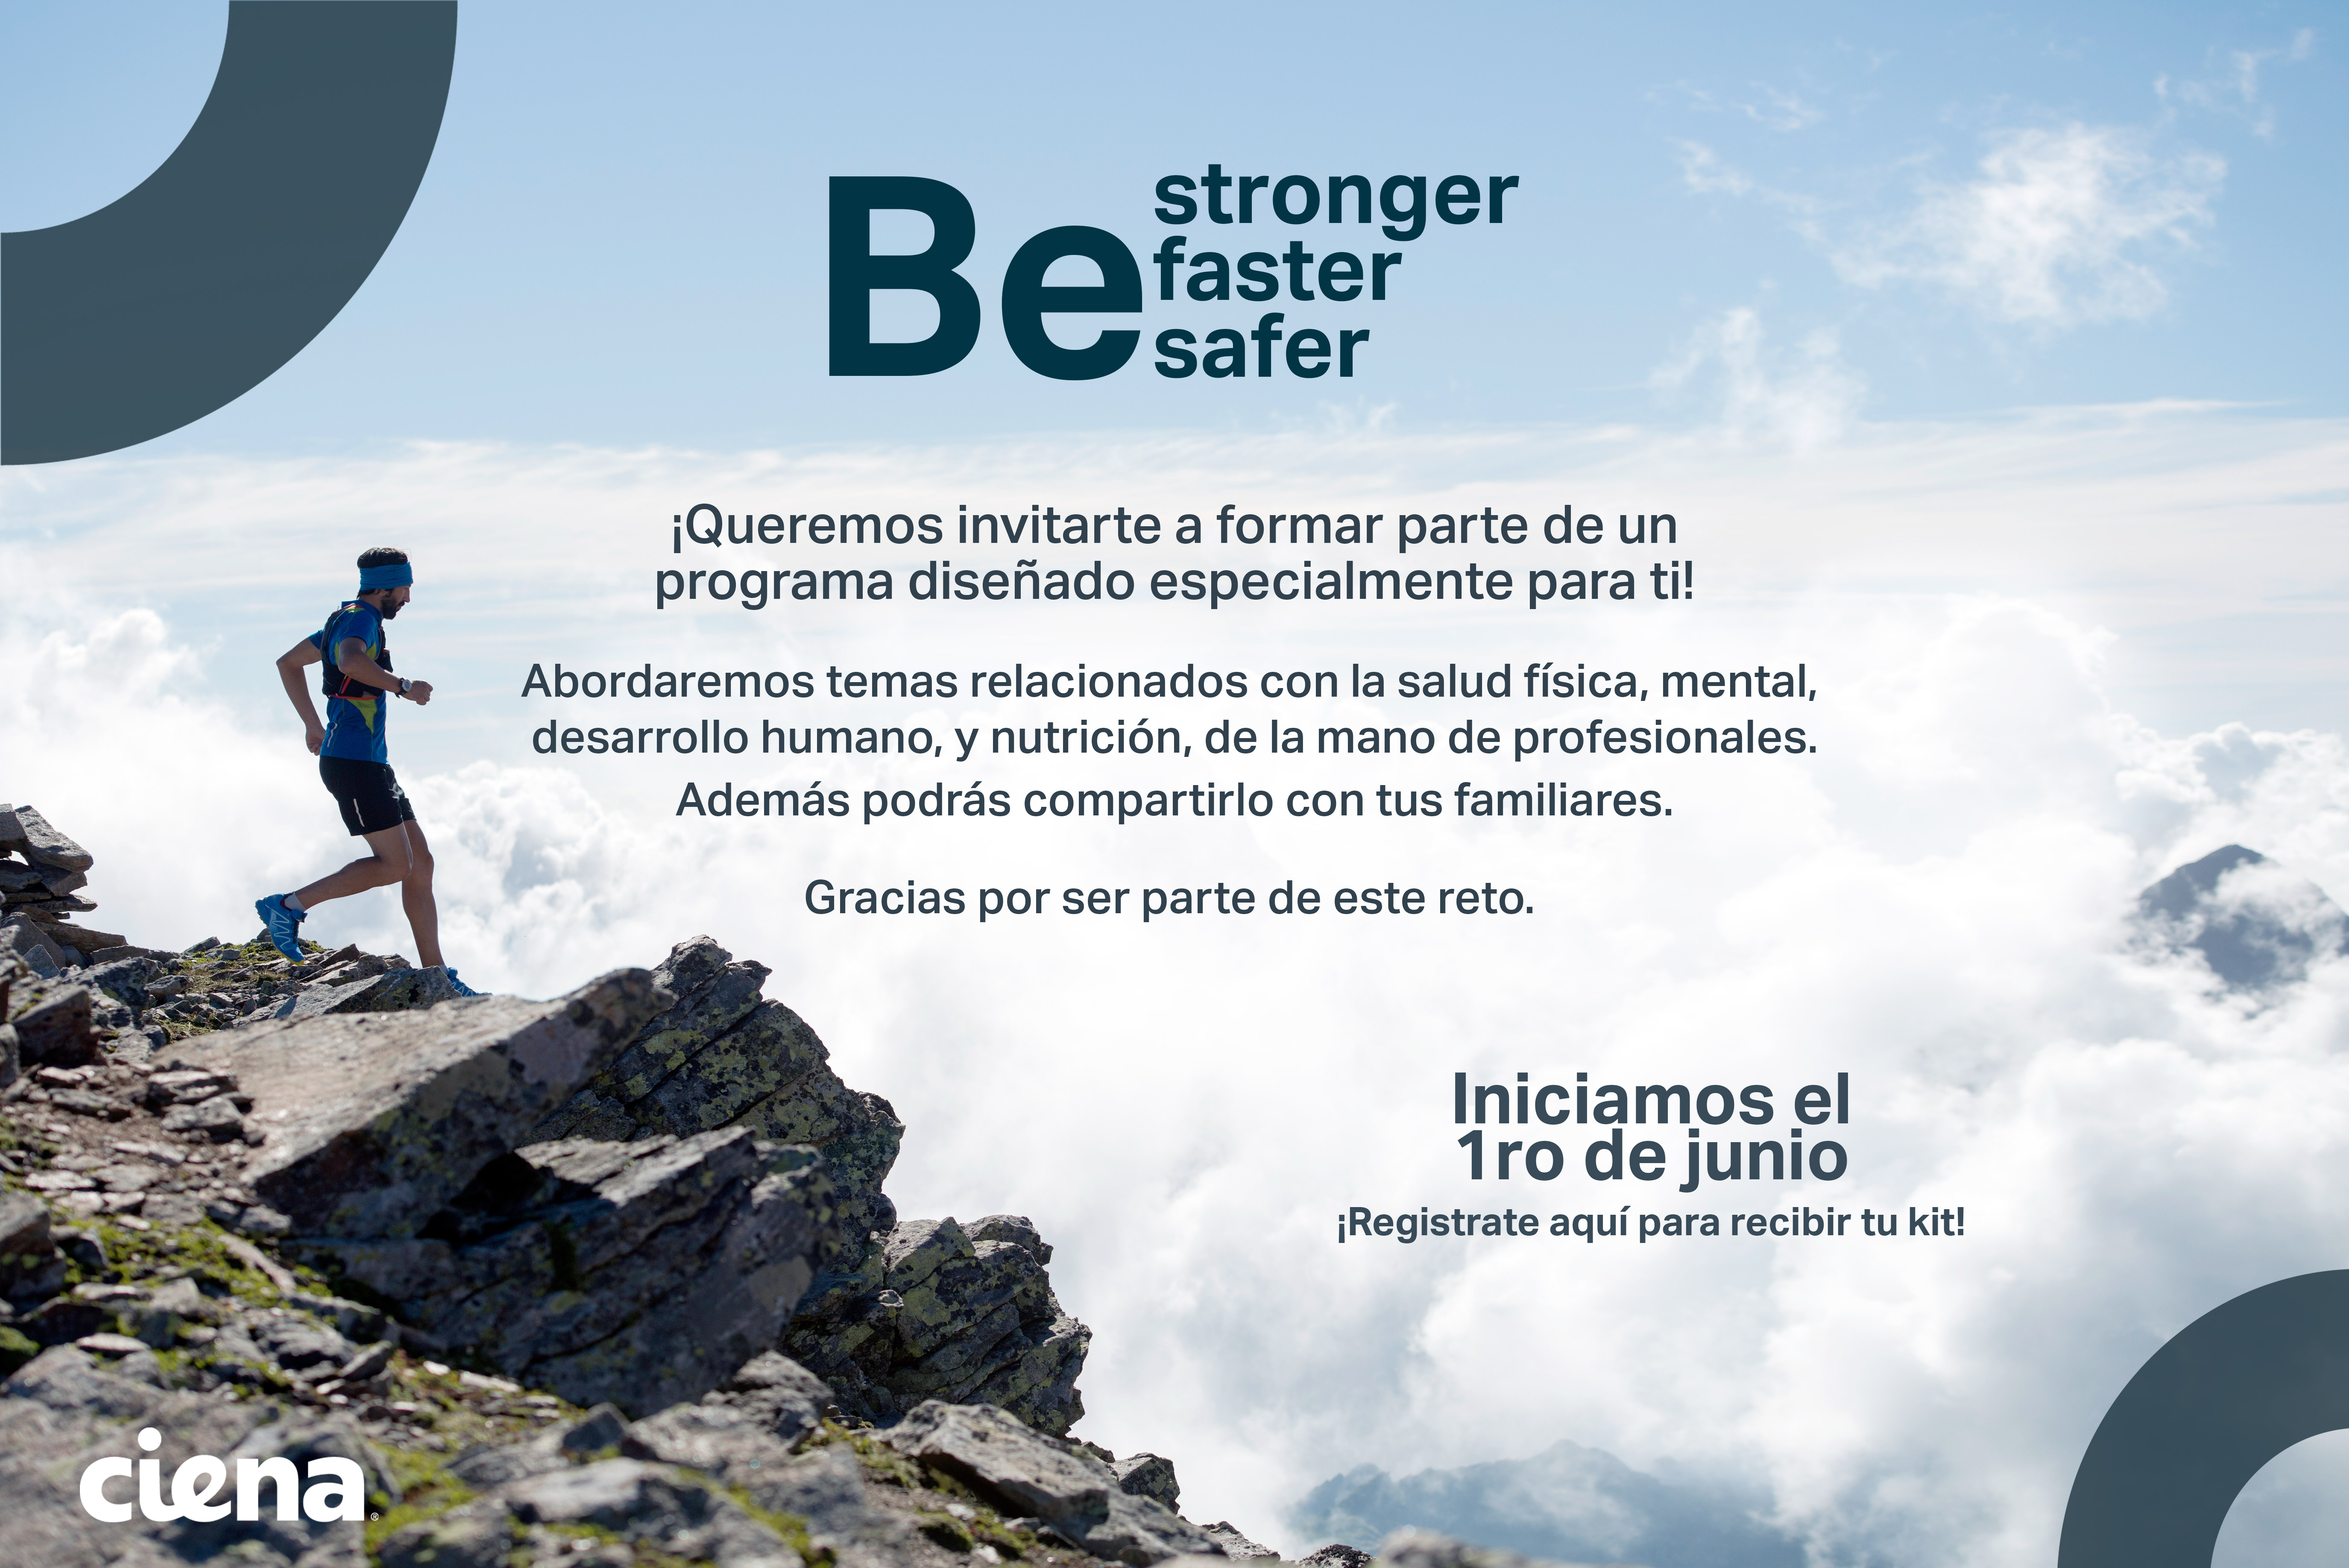 Be stronger
faster
safer
¡Queremos invitarte a formar parte de un
programa diseñado especialmente para ti!
Abordaremos temas relacionados con la salud física, mental,
desarrollo humano, y nutrición, de la mano de profesionales.
Además podrás compartirlo con tus familiares.
Gracias por ser parte de este reto.
Iniciamos el
1ro de junio
¡Registrate aquí para recibir tu kit!
ciena®